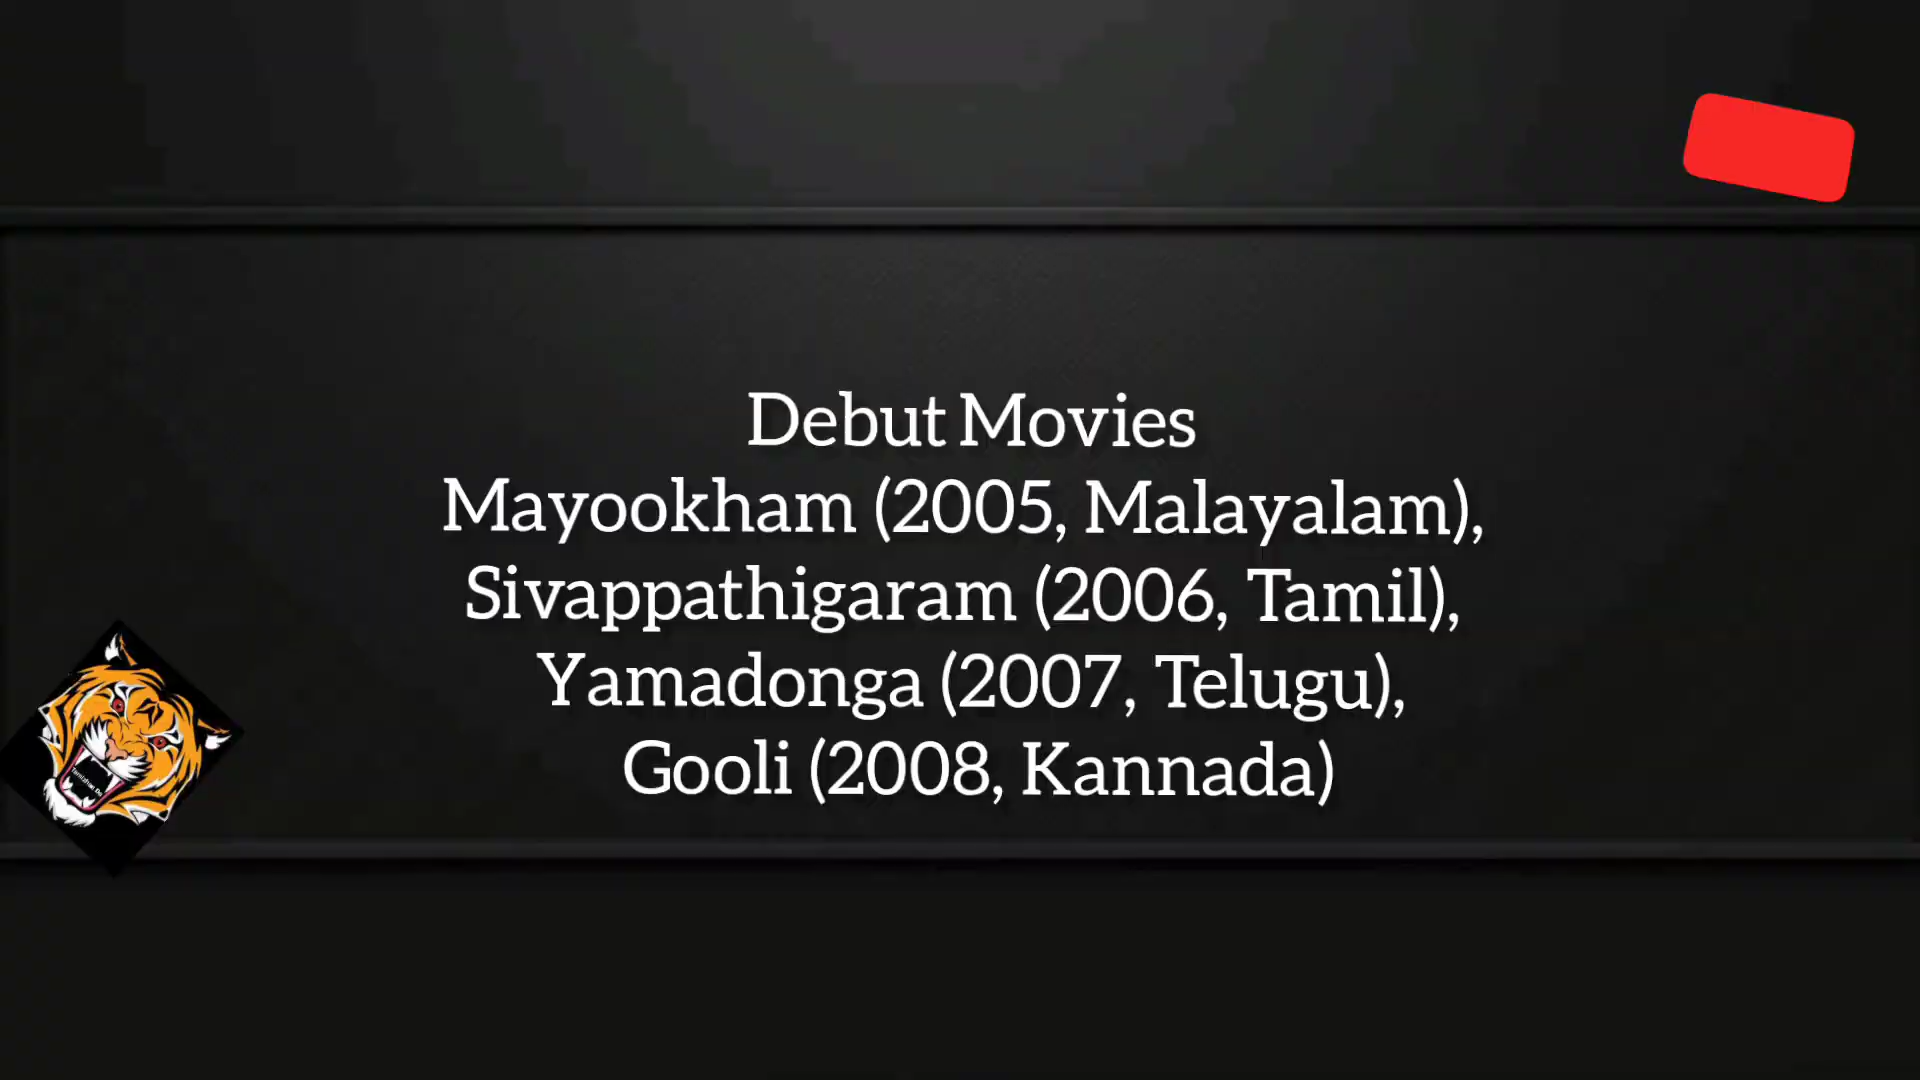 Debut Movies
Mayookham (2005, Malayalam),
Sivappathigaram (2006, Tamil),
Yamadonga (2007, Telugu),
Gooli (2008, Kannada)